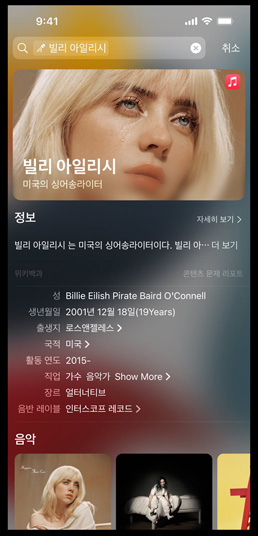 9:41
빌리 아일리시
취소
빌리 아일리시
미국의 싱어송라이터
정보
자세히 보기 >
빌리 아일리시 는 미국의 싱어송라이터이다. 빌리 아… 더 보기
위키백과
콘텐츠 문제 리포트
성 Billie Eilish Pirate Baird O'Connell
생년월일 2001년 12월 18일(19Years)
출생지 로스앤젤레스 >
국적 미국 >
활동 연도 2015-
직업 가수 음악가 Show More >
장르 얼터너티브
음반 레이블 인터스코프 레코드 >
음악